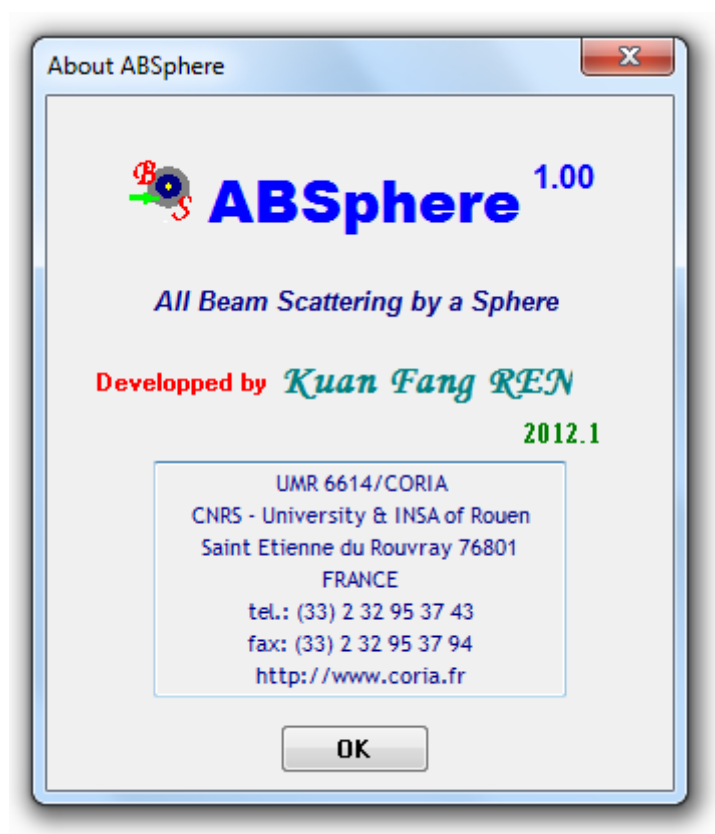 About ABSphere
B
S
ABSphere 1.00
All Beam Scattering by a Sphere
Developped by Kuan Fang REN
2012.1
UMR 6614/CORIA
CNRS - University & INSA of Rouen
Saint Etienne du Rouvray 76801
FRANCE
tel.: (33) 2 32 95 37 43
fax: (33) 2 32 95 37 94
http://www.coria.fr
OK